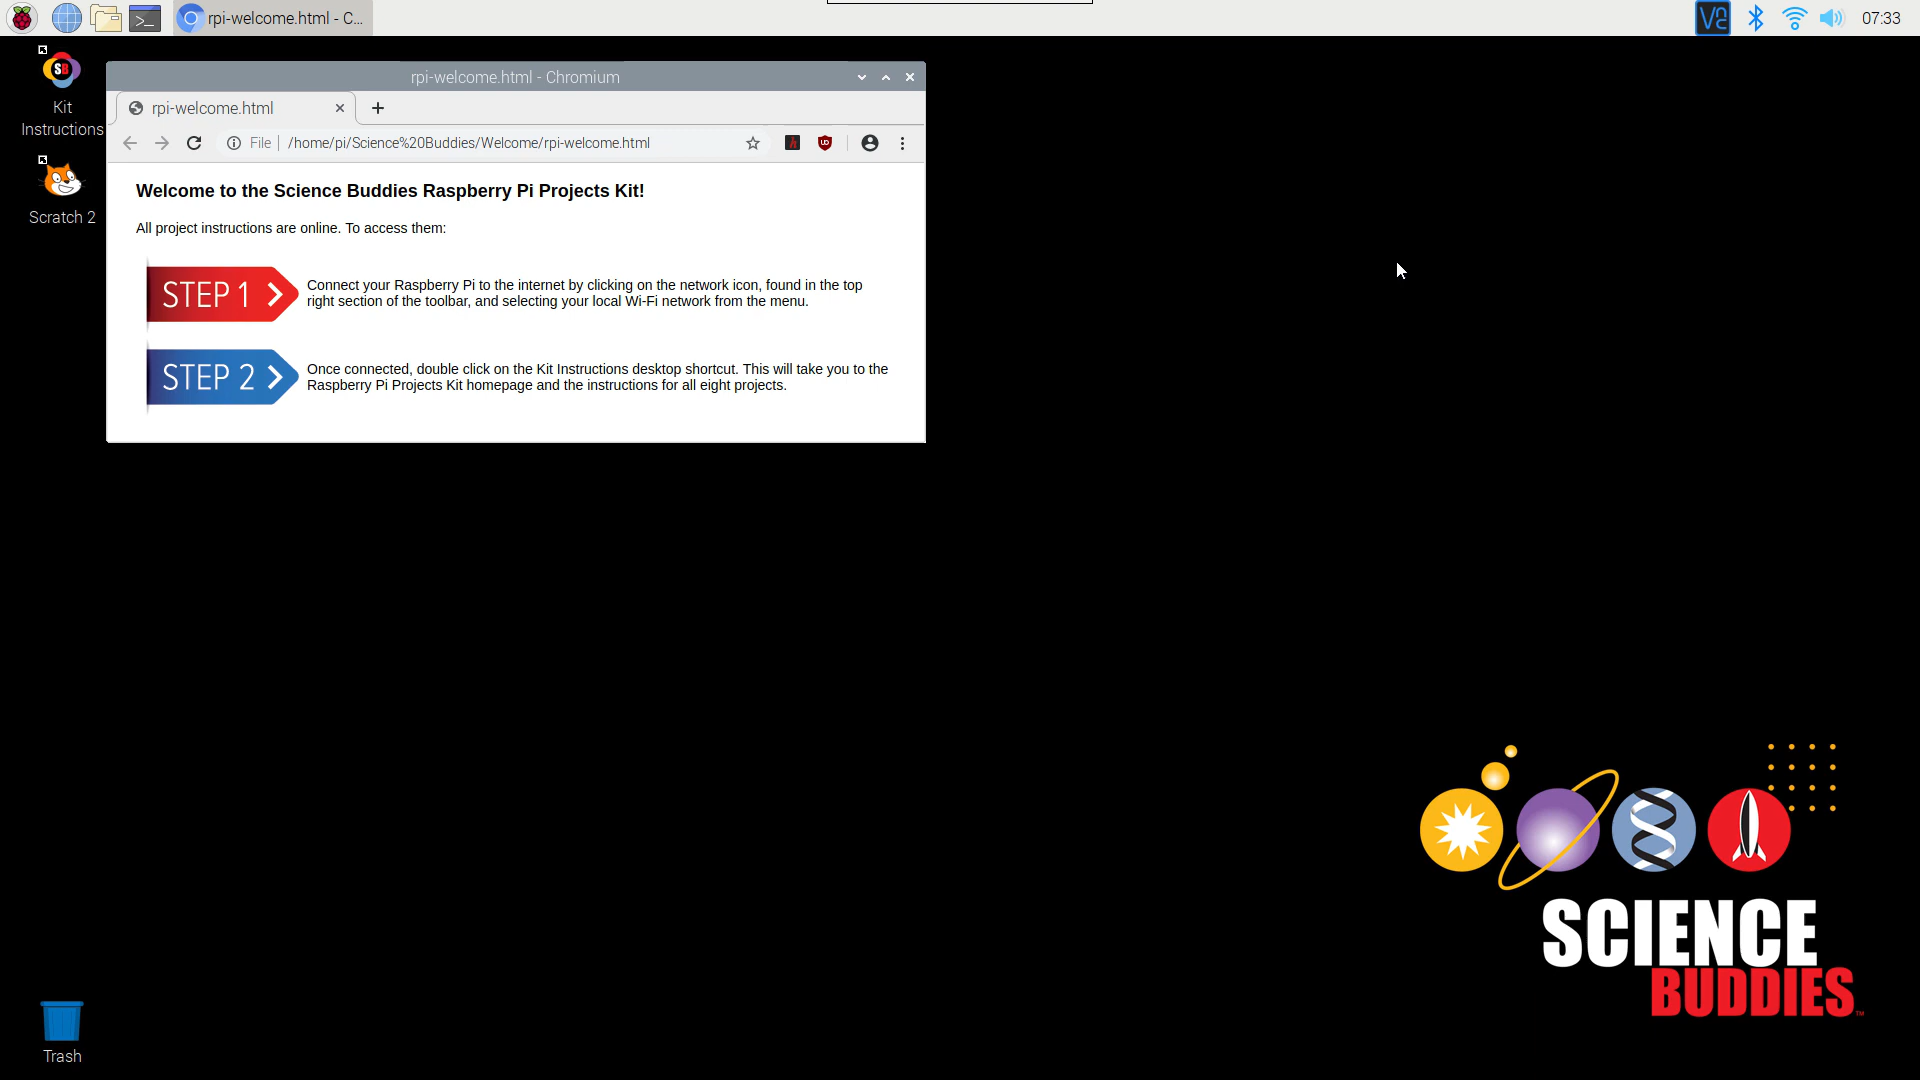 rpi-welcome.html - C...
V2
07:33
Kit
Instructions
SB
Scratch 2
rpi-welcome.html - Chromium
rpi-welcome.html
File
/home/pi/Science%20Buddies/Welcome/rpi-welcome.html
Welcome to the Science Buddies Raspberry Pi Projects Kit!
All project instructions are online. To access them:
STEP 1
Connect your Raspberry Pi to the internet by clicking on the network icon, found in the top
right section of the toolbar, and selecting your local Wi-Fi network from the menu.
STEP 2
Once connected, double click on the Kit Instructions desktop shortcut. This will take you to the
Raspberry Pi Projects Kit homepage and the instructions for all eight projects.
SCIENCE
BUDDIES™
Trash